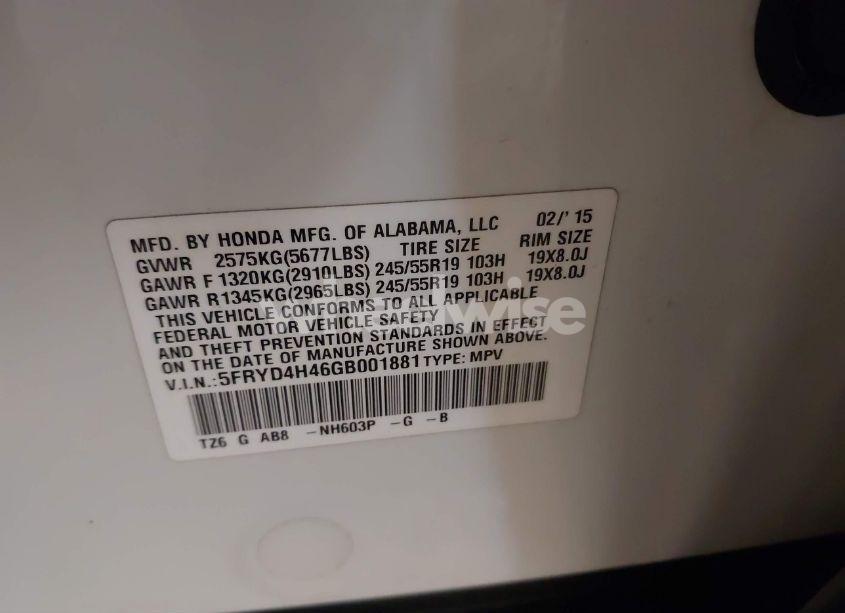 MFD. BY HONDA MFG. OF ALABAMA, LLC 02/' 15
GVWR 2575KG(5677LBS) TIRE SIZE RIM SIZE
GAWR F 1320KG(2910LBS) 245/55R19 103H 19X8.0J
GAWR R1345KG(2965LBS) 245/55R19 103H 19X8.0J
THIS VEHICLE CONFORMS TO ALL APPLICABLE
FEDERAL MOTOR VEHICLE SAFETY
AND THEFT PREVENTION STANDARDS IN EFFECT
ON THE DATE OF MANUFACTURE SHOWN ABOVE.
V.I.N.:5FRYD4H46GB001881 TYPE: MPV
TZ6 G AB8 -NH603P -G -B